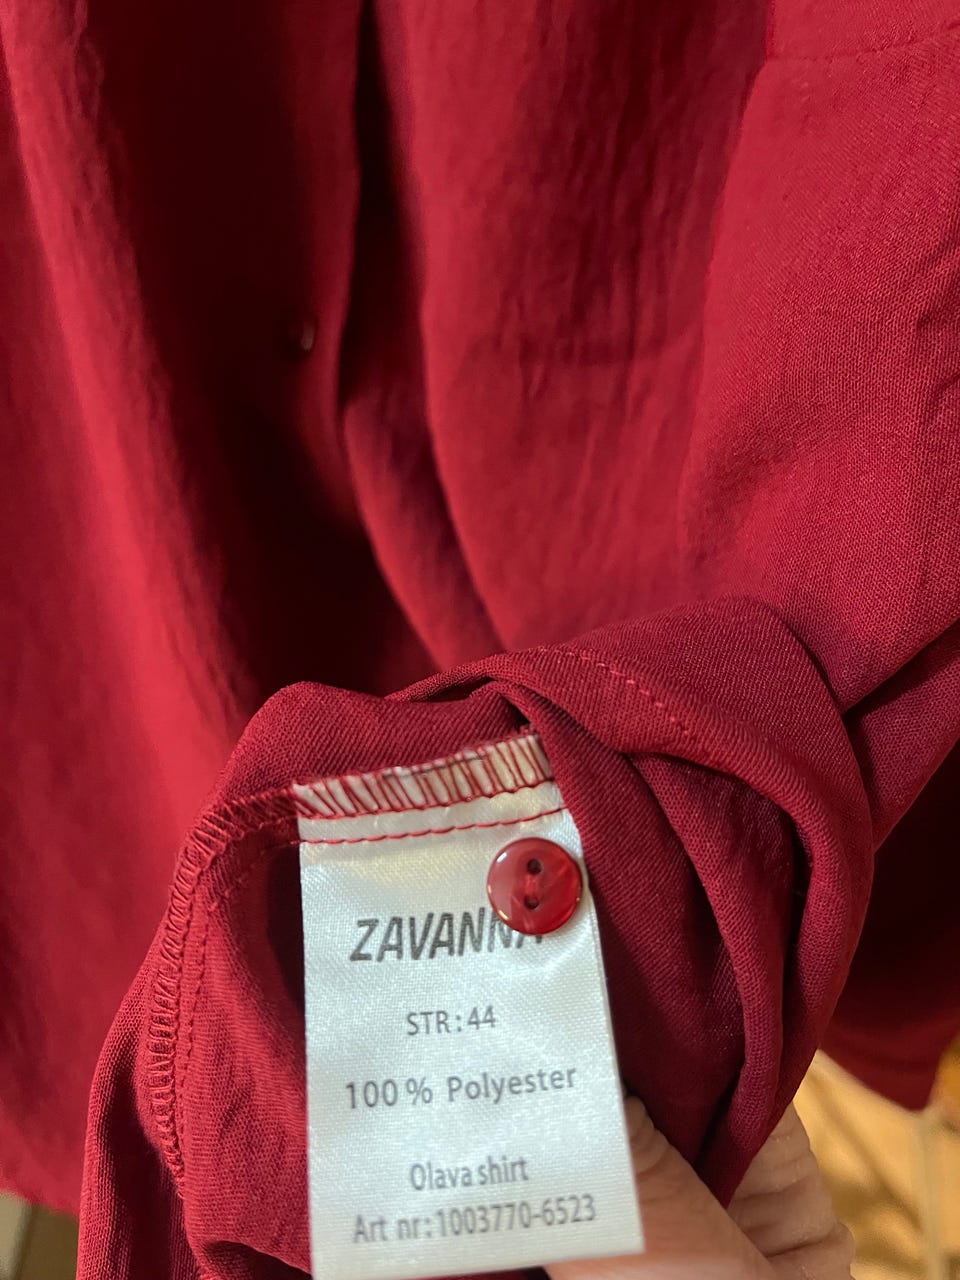 ZAVANNA
STR: 44
100 % Polyester
Olava shirt
Art nr: 1003770-6523